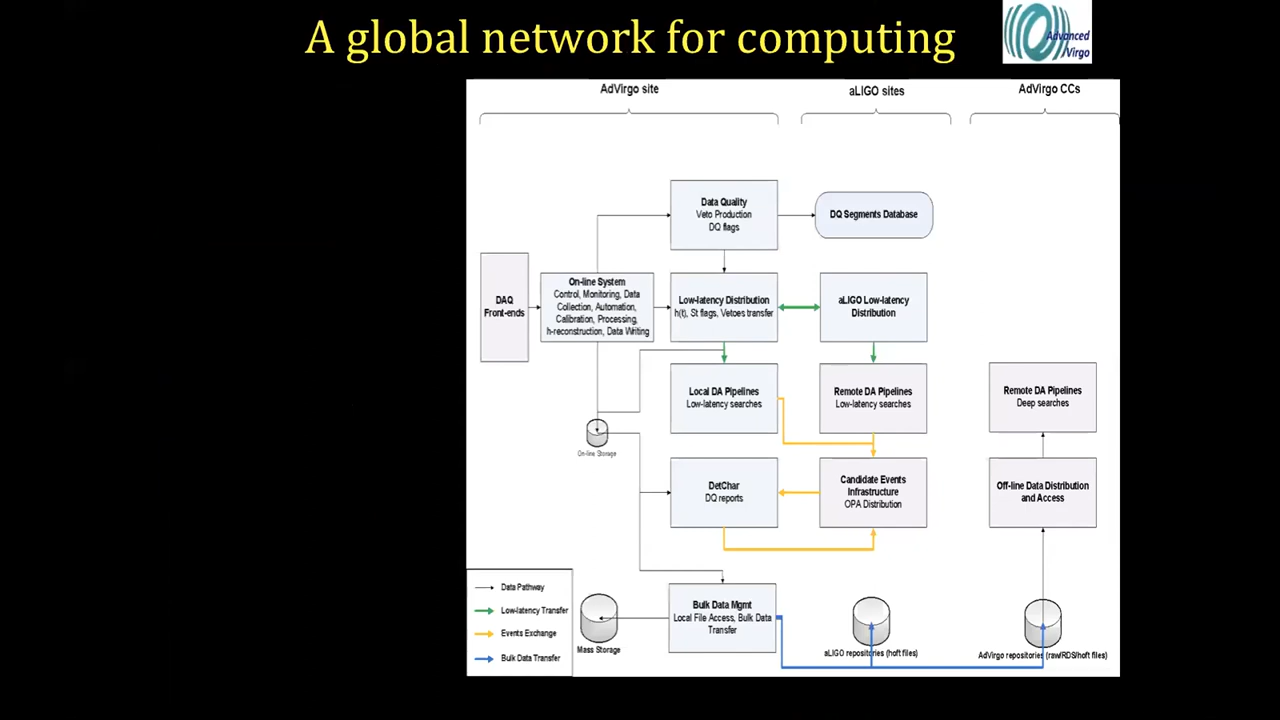 A global network for computing
Advanced
Virgo
AdVirgo site
aLIGO sites
AdVirgo CCs
Data Quality
Veto Production
DQ flags
DQ Segments Database
DAQ
Front-ends
On-line System
Control, Monitoring, Data
Collection, Automation,
Calibration, Processing,
h-reconstruction, Data Writing
Low-latency Distribution
h(t), St flags, Vetoes transfer
aLIGO Low-latency
Distribution
Local DA Pipelines
Low-latency searches
Remote DA Pipelines
Low-latency searches
Remote DA Pipelines
Deep searches
On-line Storage
DetChar
DQ reports
Candidate Events
Infrastructure
OPA Distribution
Off-line Data Distribution
and Access
Data Pathway
Low-latency Transfer
Events Exchange
Bulk Data Transfer
Mass Storage
Bulk Data Mgmt
Local File Access, Bulk Data
Transfer
aLIGO repositories (hoft files)
AdVirgo repositories (raw/RDS/hoft files)